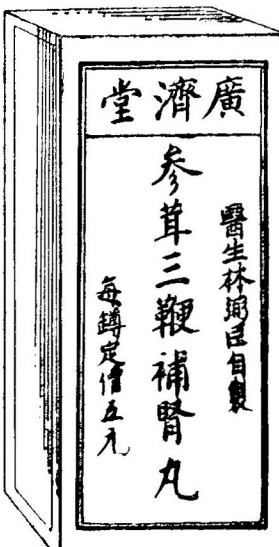 廣濟堂
醫生林弼臣自製
參茸三鞭補腎丸
每罇定價五元